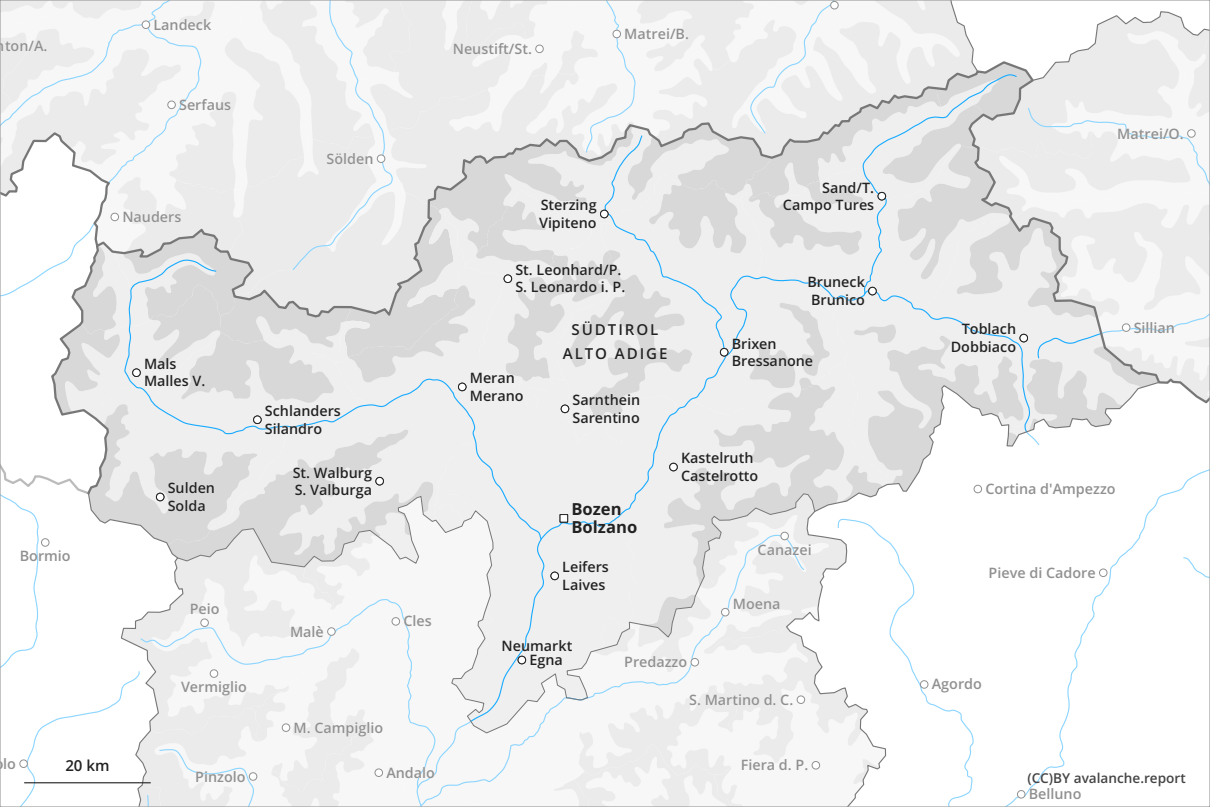 Landeck
Matrei/B.
Neustift/St.
nton/A.
Serfaus
Matrei/O.
Sölden
Sand/T.
Campo Tures
Sterzing
Vipiteno
Nauders
St. Leonhard/P.
S. Leonardo i. P.
Bruneck
Brunico
SÜDTIROL
ALTO ADIGE
Toblach
Dobbiaco
Sillian
Brixen
Bressanone
Mals
Malles V.
Meran
Merano
Sarnthein
Sarentino
Schlanders
Silandro
Kastelruth
Castelrotto
St. Walburg
S. Valburga
Sulden
Solda
Cortina d'Ampezzo
Bozen
Bolzano
Bormio
Canazei
Leifers
Laives
Pieve di Cadore
Peio
Moena
Cles
Malè
Neumarkt
Egna
Predazzo
Vermiglio
Agordo
S. Martino d. C.
M. Campiglio
olo
20 km
Pinzolo
Andalo
Fiera d. P.
(CC)BY avalanche.report
Belluno